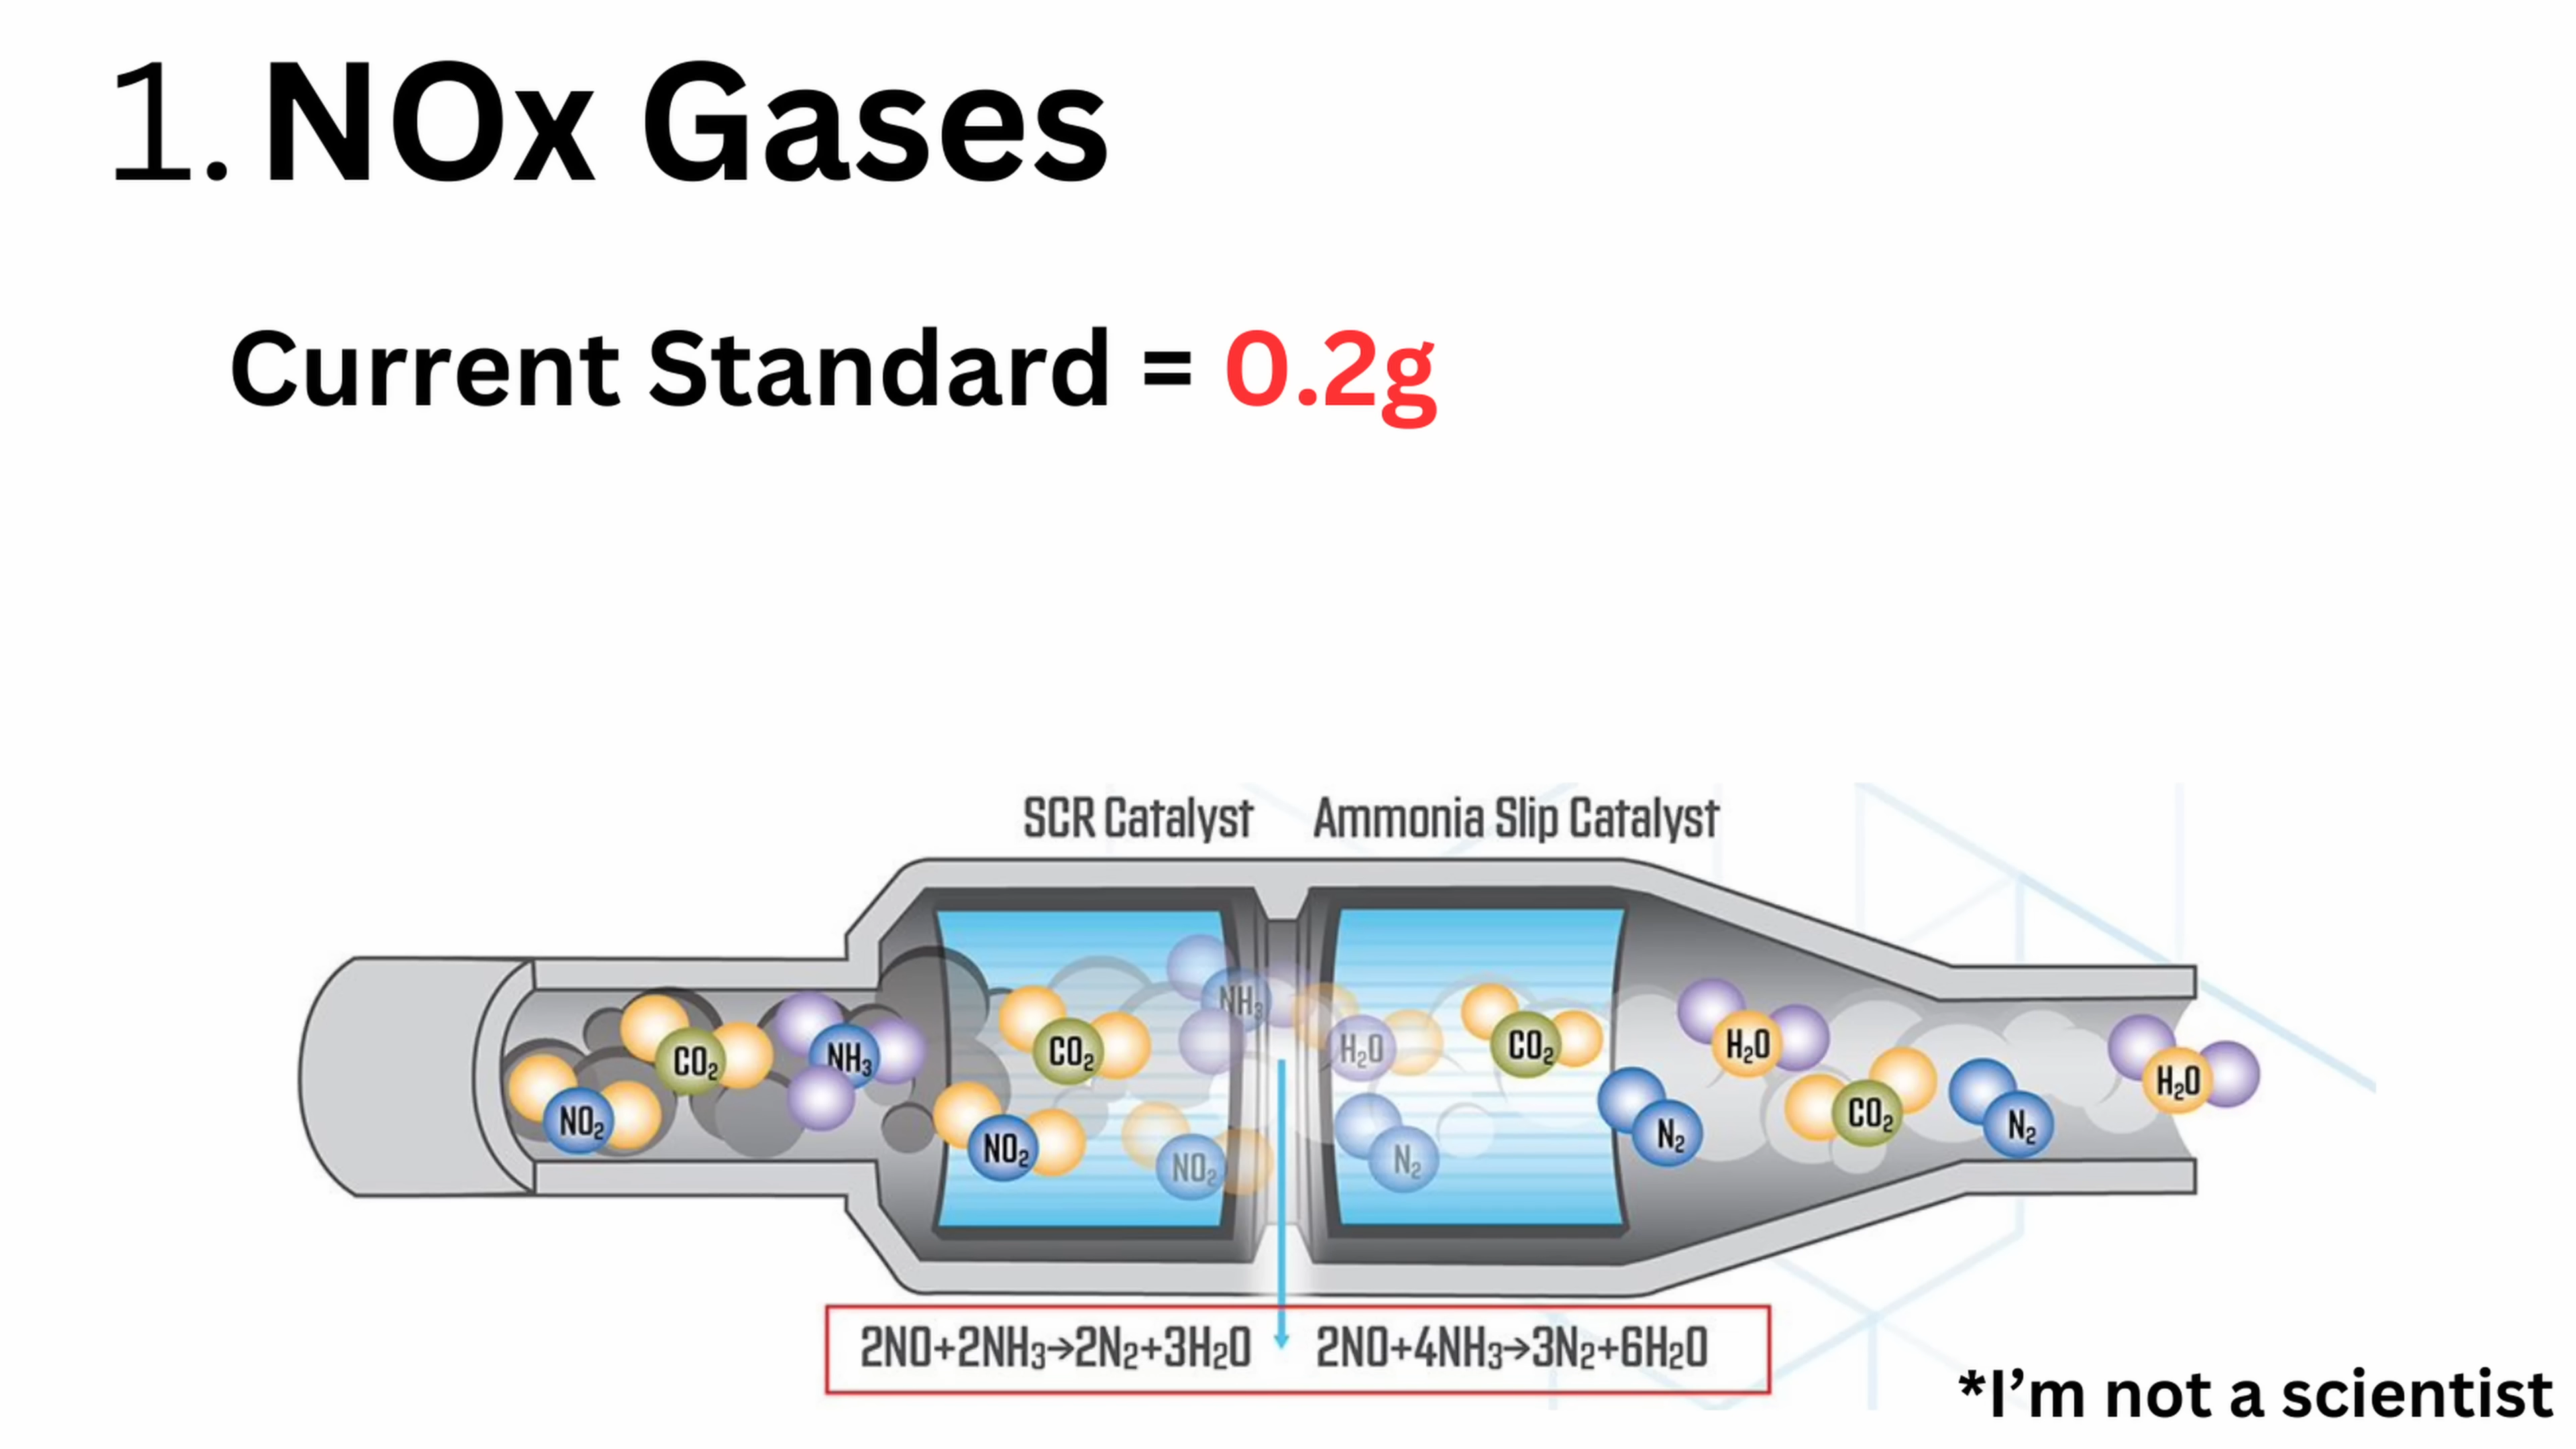 1. NOx Gases
Current Standard = 0.2g
SCR Catalyst
Ammonia Slip Catalyst
NO₂
CO₂
NH₃
CO₂
NO₂
NH₃
NO₂
H₂O
N₂
CO₂
N₂
H₂O
CO₂
N₂
H₂O
2NO+2NH₃→2N₂+3H₂O
2NO+4NH₃→3N₂+6H₂O
*I’m not a scientist